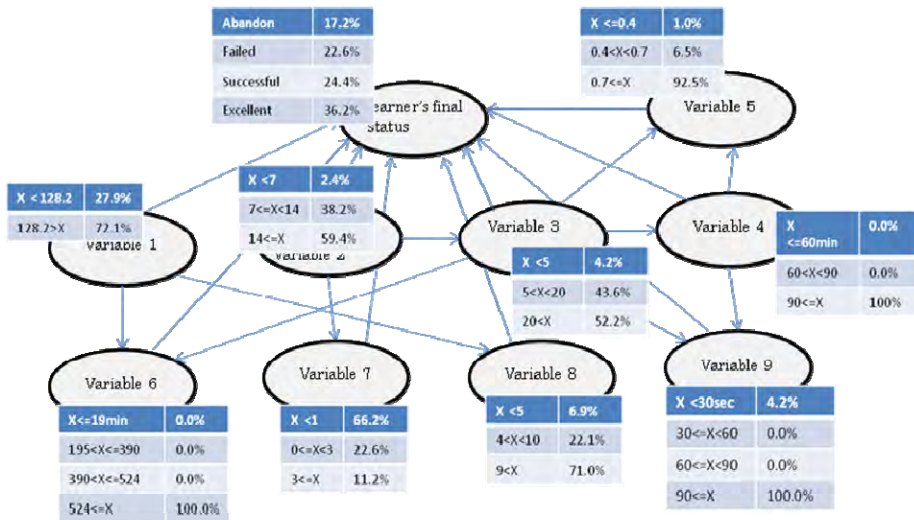 Abandon 17.2%
Failed 22.6%
Successful 24.4%
Excellent 36.2%
X <=0.4 1.0%
0.4<X<0.7 6.5%
0.7<=X 92.5%
earner's final
status
Variable 5
X <128.2 27.9%
128.2>X 72.1%
Variable 1
X <7 2.4%
7<=X<14 38.2%
14<=X 59.4%
Variable 2
Variable 3
Variable 4
X
<=60min 0.0%
60<X<90 0.0%
90<=X 100%
X <5 4.2%
5<X<20 43.6%
20<X 52.2%
Variable 6
Variable 7
Variable 8
Variable 9
X<=19min 0.0%
195<X<=390 0.0%
390<X<=524 0.0%
524<=X 100.0%
X <1 66.2%
0<=X<3 22.6%
3<=X 11.2%
X <5 6.9%
4<X<10 22.1%
9<X 71.0%
X <30sec 4.2%
30<=X<60 0.0%
60<=X<90 0.0%
90<=X 100.0%